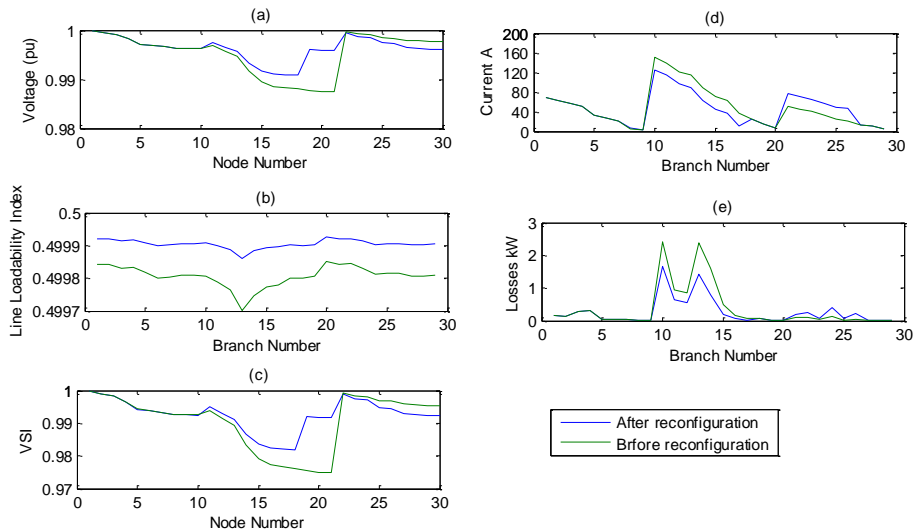 (a)
1
0.99
0.98
Voltage (pu)
0 5 10 15 20 25 30
Node Number
(b)
0.5
0.4999
0.4998
0.4997
Line Loadability Index
0 5 10 15 20 25 30
Branch Number
(c)
1
0.99
0.98
0.97
VSI
0 5 10 15 20 25 30
Node Number
(d)
200
160
120
80
40
0
Current A
0 5 10 15 20 25 30
Branch Number
(e)
3
2
1
0
Losses kW
0 5 10 15 20 25 30
Branch Number
After reconfiguration
Brfore reconfiguration